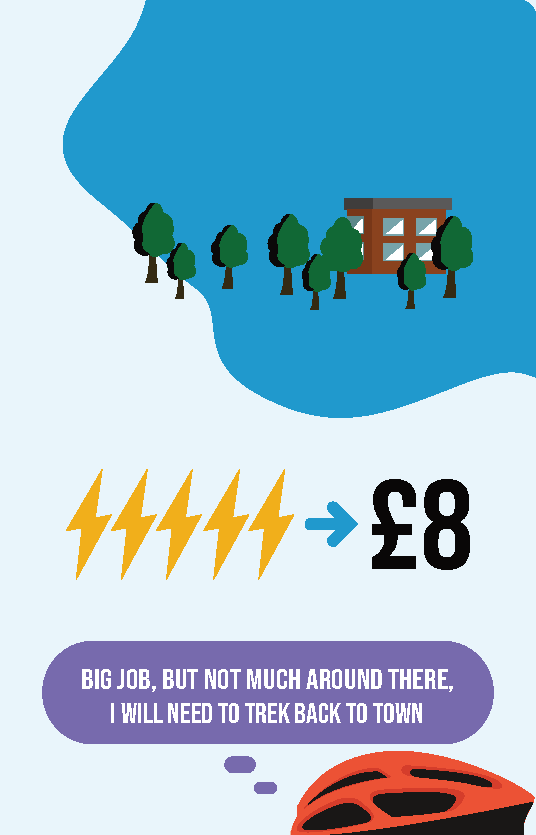 £8
BIG JOB, BUT NOT MUCH AROUND THERE,
I WILL NEED TO TREK BACK TO TOWN